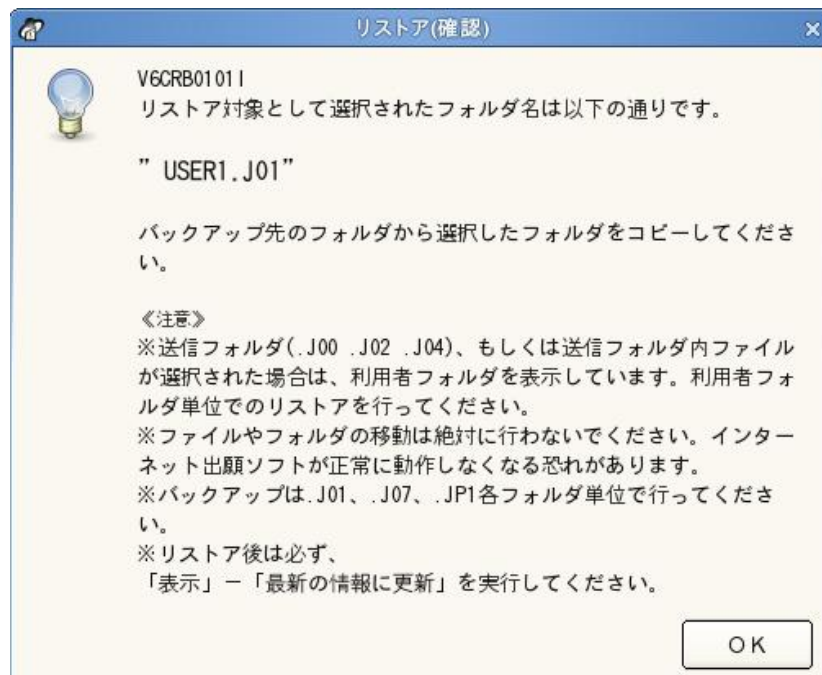 リストア(確認)
V6CRB0101I
リストア対象として選択されたフォルダ名は以下の通りです。
” USER1.J01”
バックアップ先のフォルダから選択したフォルダをコピーしてくださ
い。
≪注意≫
※送信フォルダ(.J00 .J02 .J04)、もしくは送信フォルダ内ファイル
が選択された場合は、利用者フォルダを表示しています。利用者フォ
ルダ単位でのリストアを行ってください。
※ファイルやフォルダの移動は絶対に行わないでください。インター
ネット出願ソフトが正常に動作しなくなる恐れがあります。
※バックアップは.J01、.J07、.JP1各フォルダ単位で行ってくださ
い。
※リストア後は必ず、
「表示」－「最新の情報に更新」を実行してください。
OK